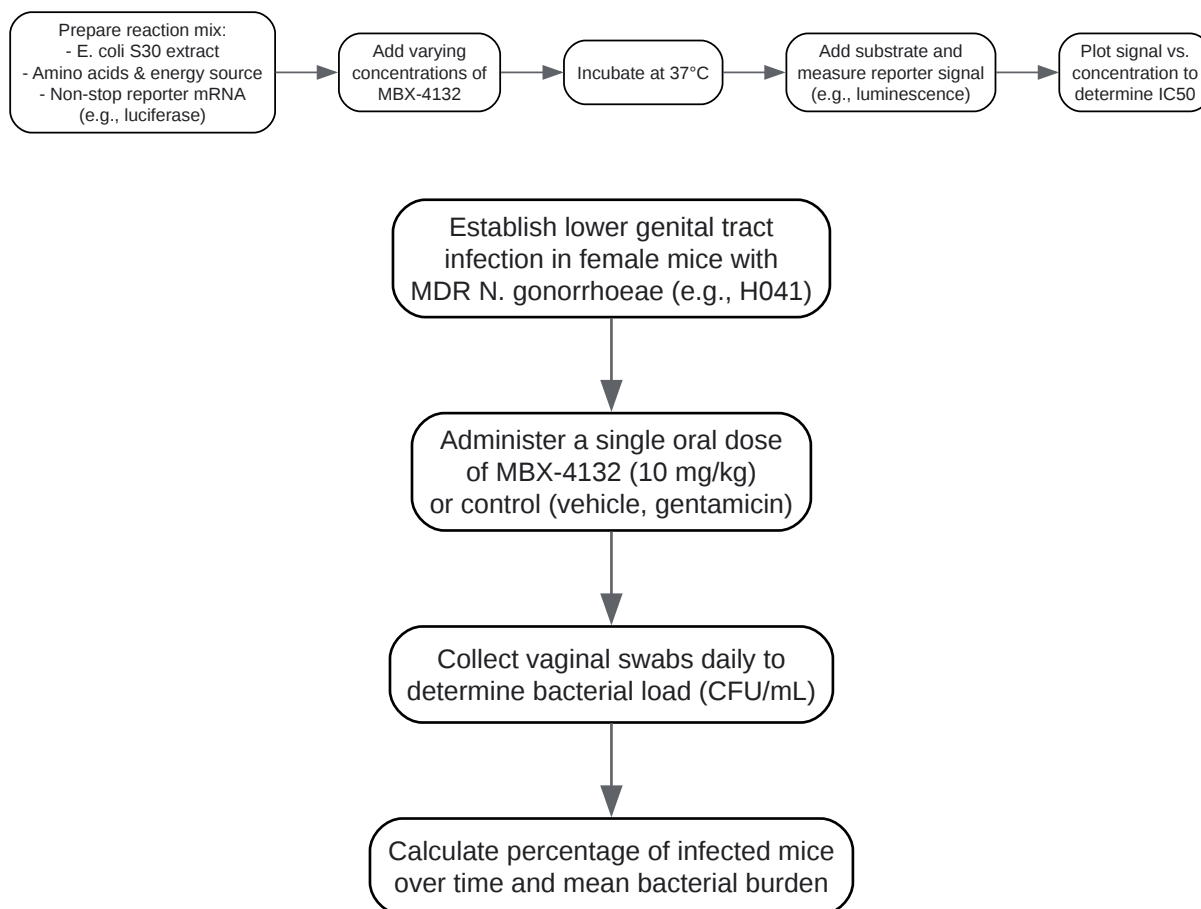 Prepare reaction mix:
- E. coli S30 extract
- Amino acids & energy source
- Non-stop reporter mRNA
(e.g., luciferase)
Add varying
concentrations of
MBX-4132
Incubate at 37°C
Add substrate and
measure reporter signal
(e.g., luminescence)
Plot signal vs.
concentration to
determine IC50
Establish lower genital tract
infection in female mice with
MDR N. gonorrhoeae (e.g., H041)
Administer a single oral dose
of MBX-4132 (10 mg/kg)
or control (vehicle, gentamicin)
Collect vaginal swabs daily to
determine bacterial load (CFU/mL)
Calculate percentage of infected mice
over time and mean bacterial burden